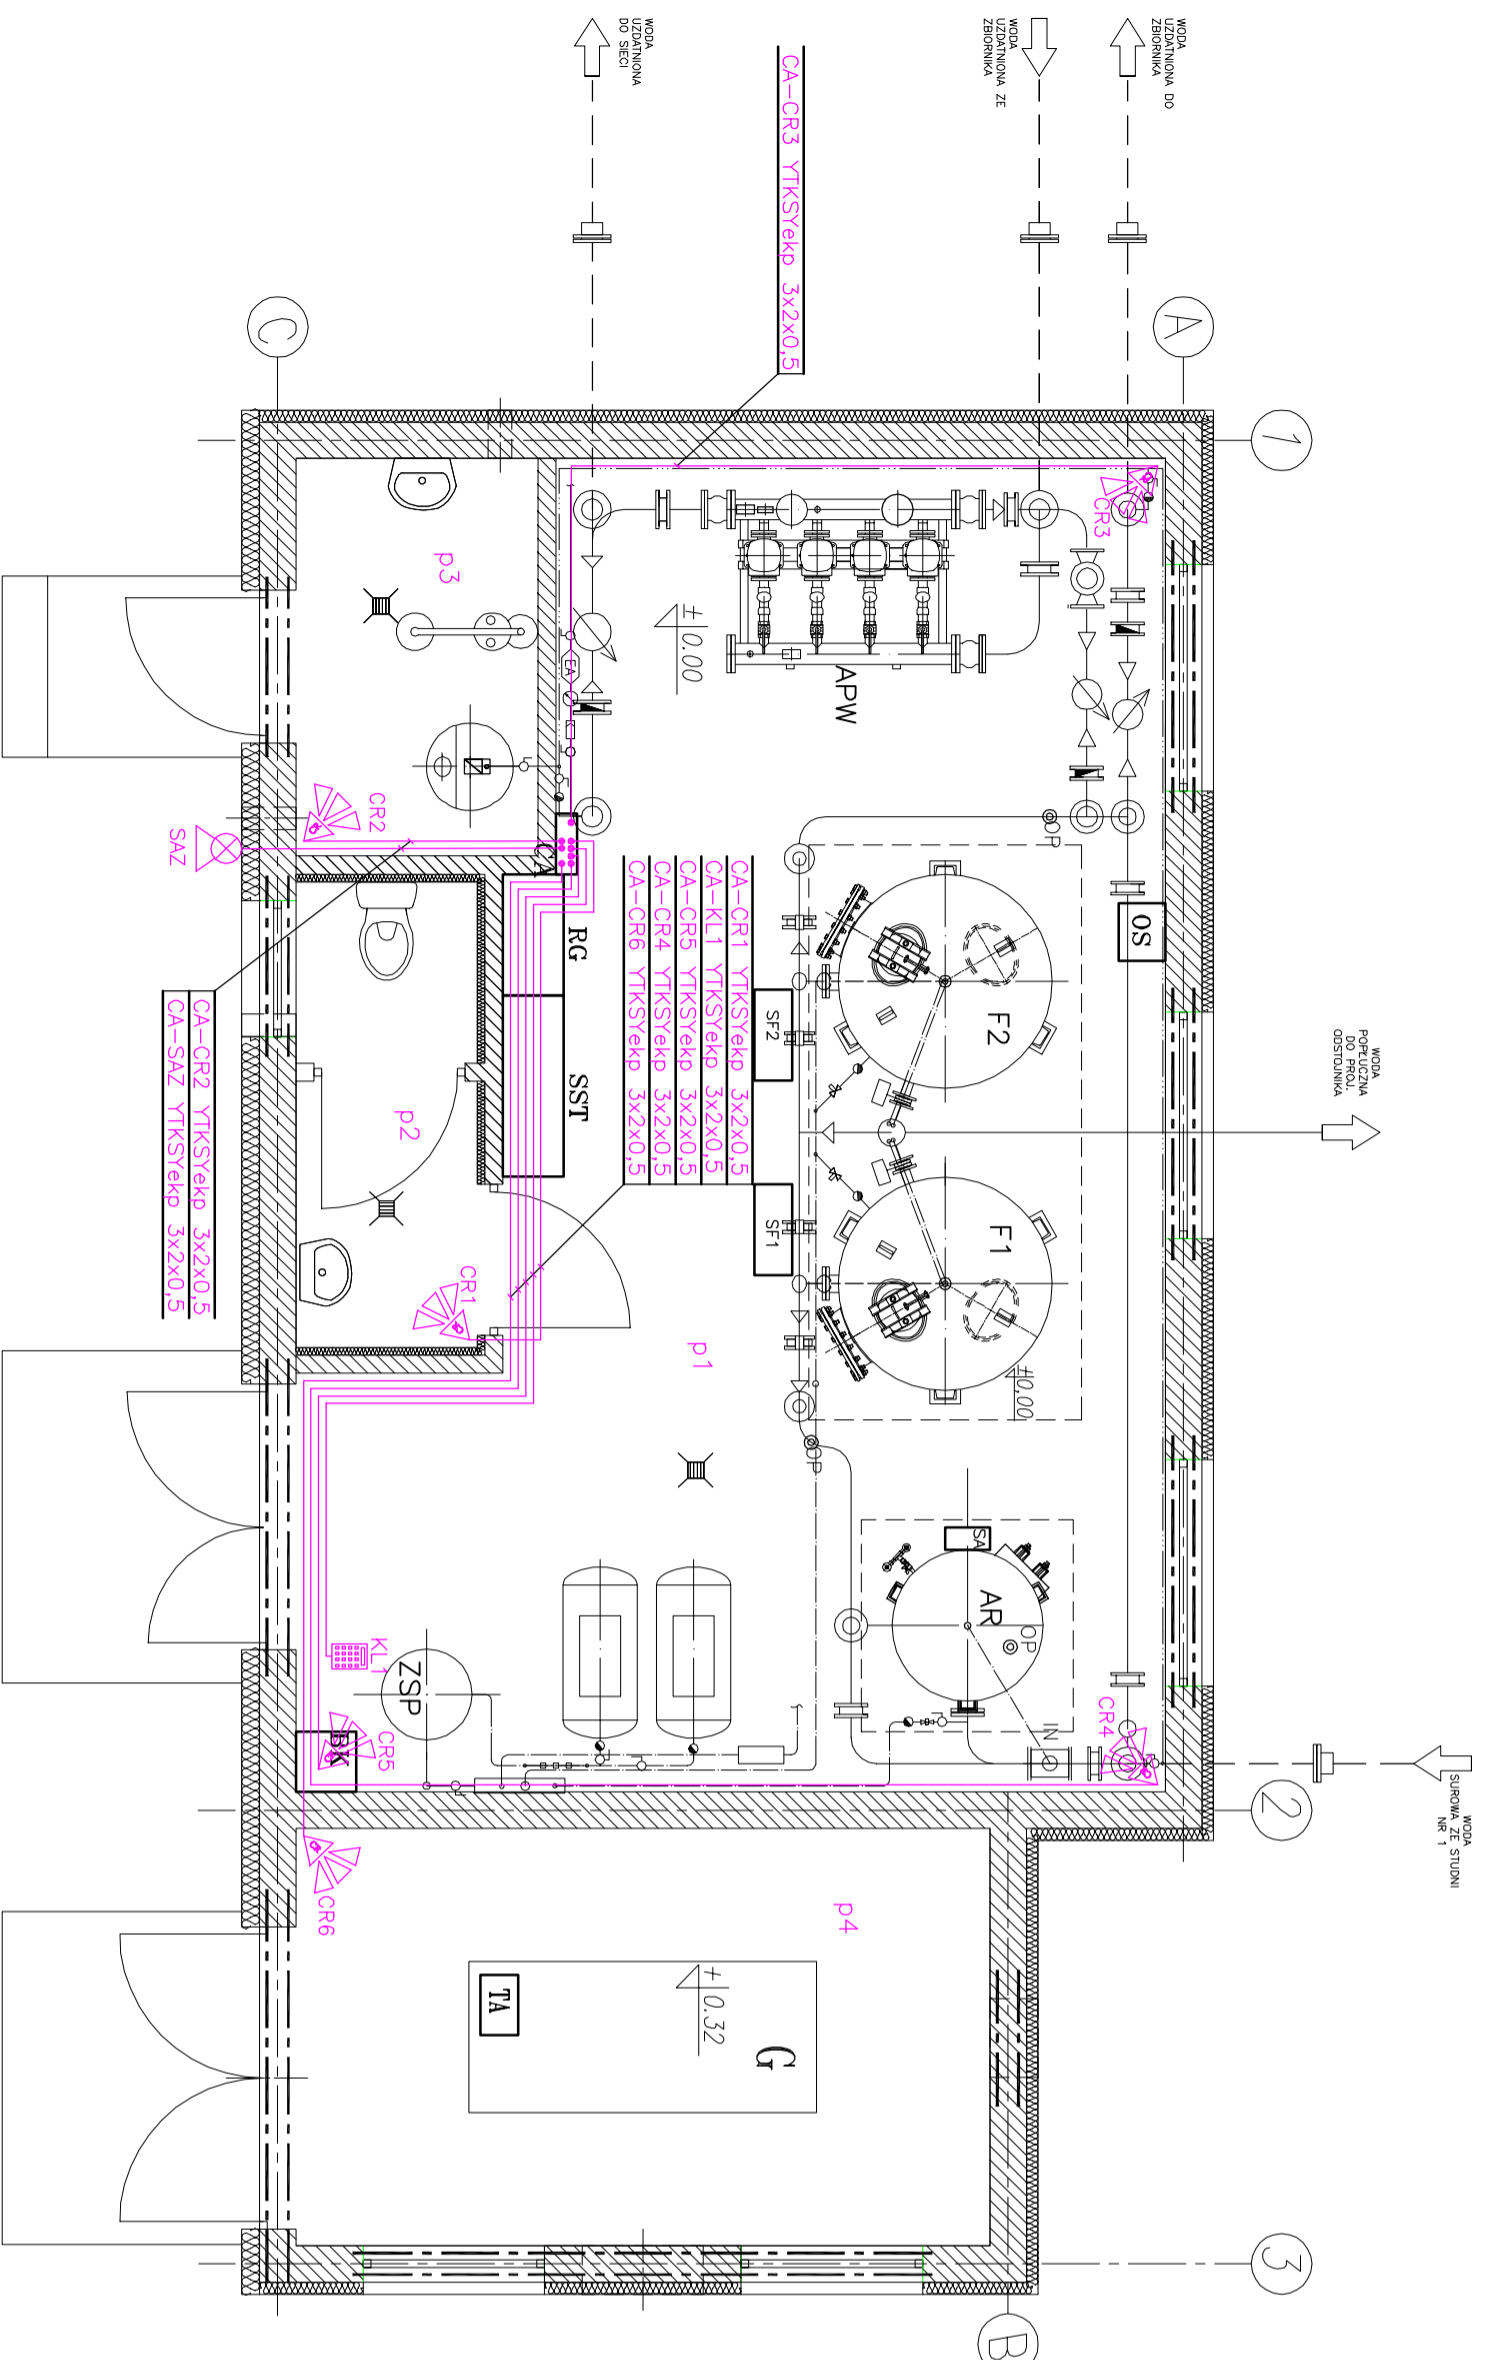 WODA
UZDATNIONA
DO SIECI
WODA
UZDATNIONA ZE
ZBIORNIKA
WODA
UZDATNIONA DO
ZBIORNIKA
CA-CR3 YTKSYekp 3x2x0,5
C
A
1
CR3
p3
EA
±0.00
APW
CR2
SAZ
CA
OP
OS
RG
SST
CA-CR1 YTKSYekp 3x2x0,5
CA-KL1 YTKSYekp 3x2x0,5
CA-CR5 YTKSYekp 3x2x0,5
CA-CR4 YTKSYekp 3x2x0,5
CA-CR6 YTKSYekp 3x2x0,5
SF2
F2
WODA
POPŁUCZNA
DO PROJ.
ODSTOJNIKA
CA-CR2 YTKSYekp 3x2x0,5
CA-SAZ YTKSYekp 3x2x0,5
p2
SF1
F1
±0,00
CR1
p1
OP
SA
AR
OP
IN
KL1
ZSP
CR4
CR5
BK
2
WODA
SUROWA ZE STUDNI
NR 1
CR6
p4
+0.32
TA
G
3
B